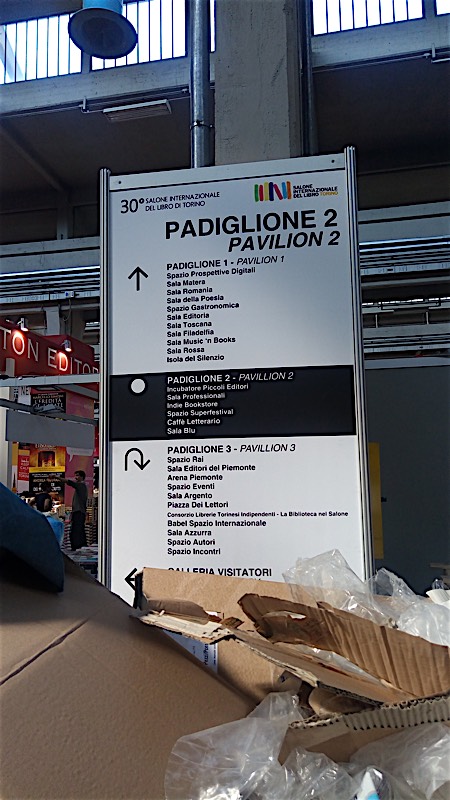 30° SALONE INTERNAZIONALE
DEL LIBRO DI TORINO
SALONE
INTERNAZIONALE
DEL LIBRO TORINO
PADIGLIONE 2
PAVILION 2
PADIGLIONE 1 - PAVILION 1
Spazio Prospettive Digitali
Sala Matera
Sala Romania
Sala della Poesia
Spazio Gastronomica
Sala Editoria
Sala Toscana
Sala Filadelfia
Sala Music 'n Books
Sala Rossa
Isola del Silenzio
PADIGLIONE 2 - PAVILLION 2
Incubatore Piccoli Editori
Sala Professionali
Indie Bookstore
Spazio Superfestival
Caffè Letterario
Sala Blu
PADIGLIONE 3 - PAVILLION 3
Spazio Rai
Sala Editori del Piemonte
Arena Piemonte
Spazio Eventi
Sala Argento
Piazza Dei Lettori
Consorzio Librerie Torinesi Indipendenti - La Biblioteca nel Salone
Babel Spazio Internazionale
Sala Azzurra
Spazio Autori
Spazio Incontri
GALLERIA VISITATORI
TON EDITOR
L'EREDITÀ